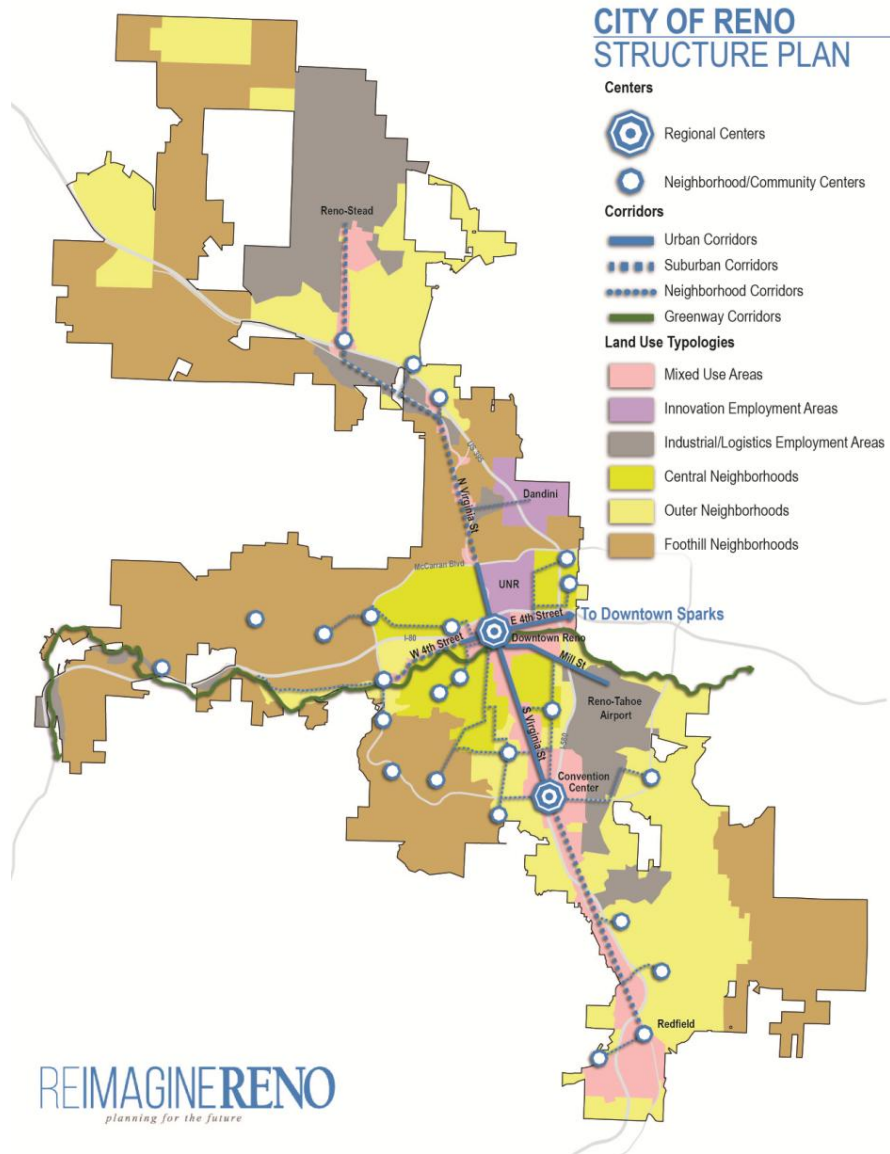 CITY OF RENO
STRUCTURE PLAN
Centers
Regional Centers
Neighborhood/Community Centers
Corridors
Urban Corridors
Suburban Corridors
Neighborhood Corridors
Greenway Corridors
Land Use Typologies
Mixed Use Areas
Innovation Employment Areas
Industrial/Logistics Employment Areas
Central Neighborhoods
Outer Neighborhoods
Foothill Neighborhoods
Reno-Stead
US-395
N Virginia St
Dandini
McCarran Blvd
UNR
E 4th Street
To Downtown Sparks
I-80
W 4th Street
Downtown Reno
Mill St
Reno-Tahoe
Airport
S Virginia St
I-580
Convention
Center
Redfield
REIMAGINERENO
planning for the future